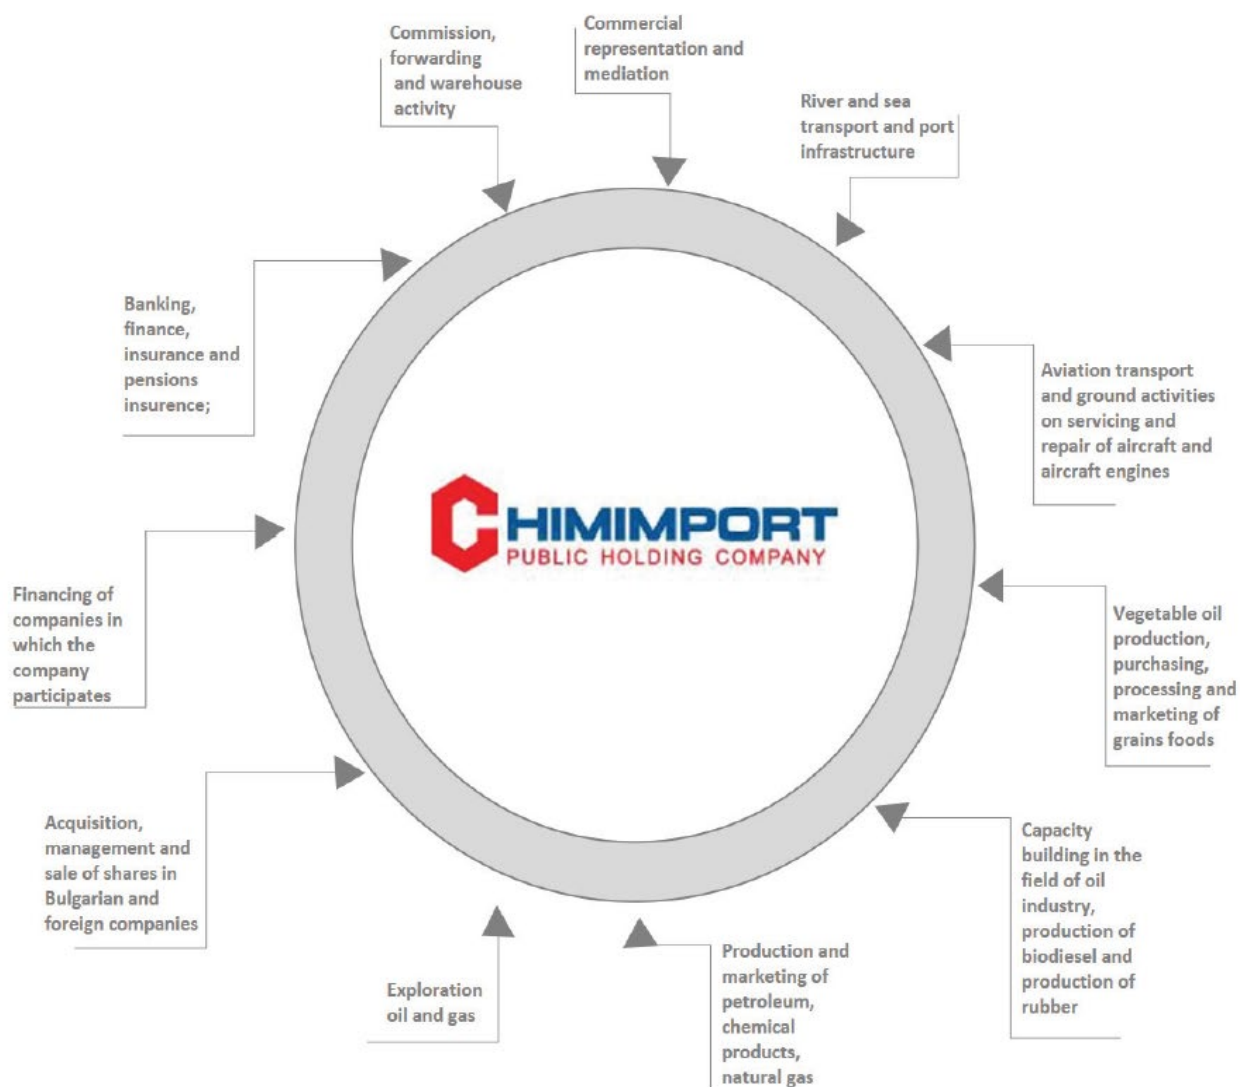 Commission,
forwarding
and warehouse
activity
Commercial
representation and
mediation
River and sea
transport and port
infrastructure
Aviation transport
and ground activities
on servicing and
repair of aircraft and
aircraft engines
Vegetable oil
production,
purchasing,
processing and
marketing of
grains foods
Capacity
building in the
field of oil
industry,
production of
biodiesel and
production of
rubber
Production and
marketing of
petroleum,
chemical
products,
natural gas
Exploration
oil and gas
Acquisition,
management and
sale of shares in
Bulgarian and
foreign companies
Financing of
companies in
which the
company
participates
Banking,
finance,
insurance and
pensions
insurence;
CHIMIMPORT
PUBLIC HOLDING COMPANY